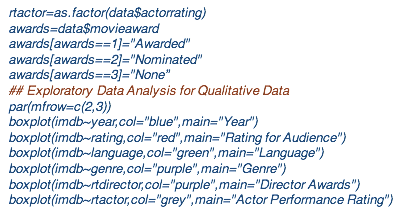 rtactor=as.factor(data$actorrating)
awards=data$movieaward
awards[awards==1]="Awarded"
awards[awards==2]="Nominated"
awards[awards==3]="None"
## Exploratory Data Analysis for Qualitative Data
par(mfrow=c(2,3))
boxplot(imdb~year,col="blue",main="Year")
boxplot(imdb~rating,col="red",main="Rating for Audience")
boxplot(imdb~language,col="green",main="Language")
boxplot(imdb~genre,col="purple",main="Genre")
boxplot(imdb~rtdirector,col="purple",main="Director Awards")
boxplot(imdb~rtactor,col="grey",main="Actor Performance Rating")